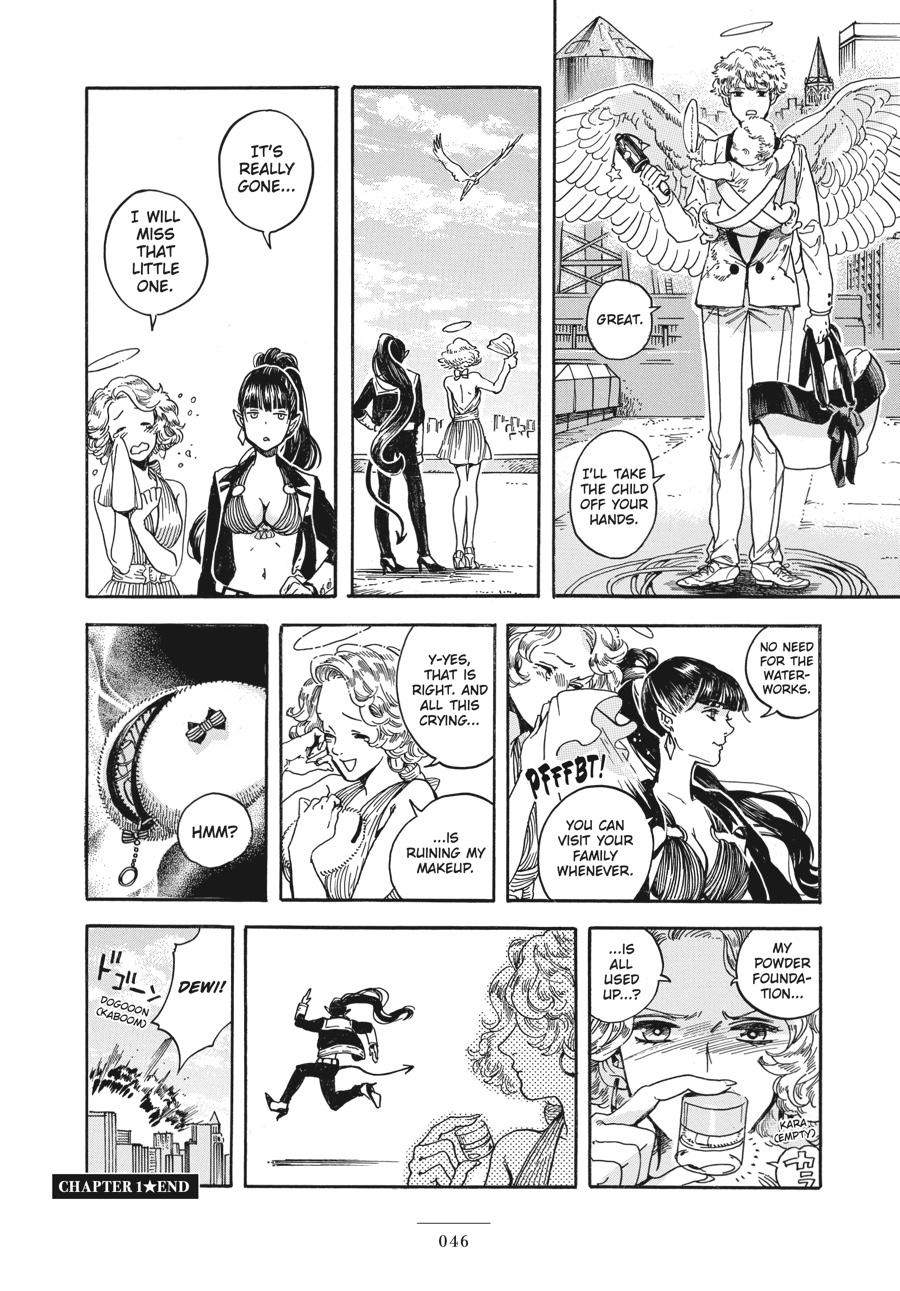 GREAT.
I'LL TAKE
THE CHILD
OFF YOUR
HANDS.
IT'S
REALLY
GONE...
I WILL
MISS
THAT
LITTLE
ONE.
NO NEED
FOR THE
WATER-
WORKS.
PFFFBT!
YOU CAN
VISIT YOUR
FAMILY
WHENEVER.
Y-YES,
THAT IS
RIGHT. AND
ALL THIS
CRYING...
...IS
RUINING MY
MAKEUP.
HMM?
MY
POWDER
FOUNDA-
TION...
...IS
ALL
USED
UP...?
KARA
(EMPTY)
カラ
DEWI!
ドゴーン
DOGOOON
(KABOOM)
CHAPTER 1★END
046